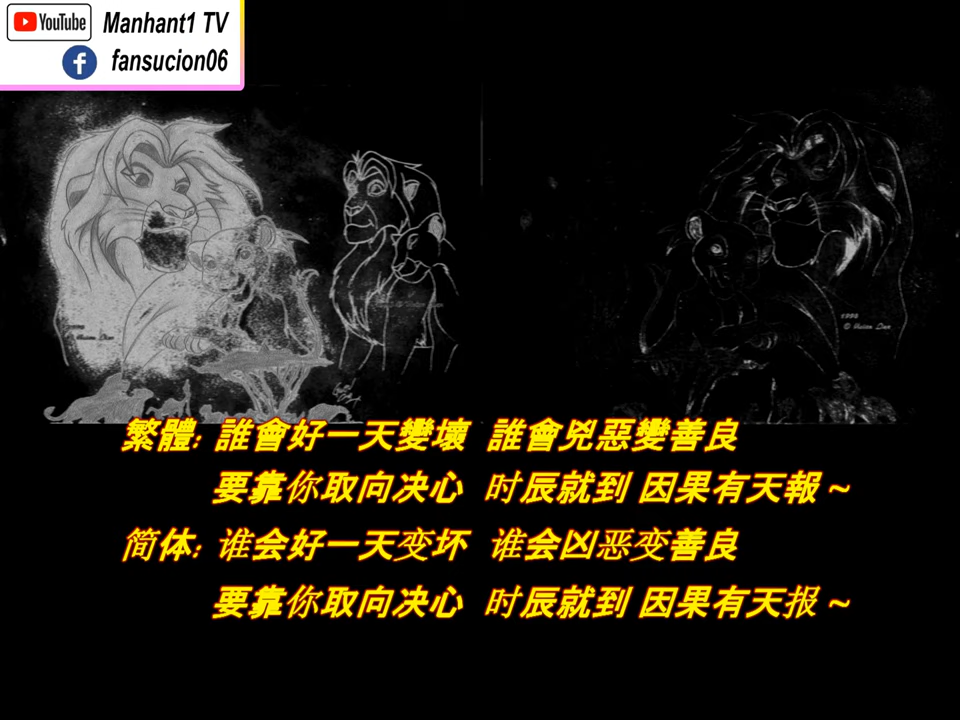 YouTube Manhant1 TV
fansucion06
1998
繁體: 誰會好一天變壞 誰會兇惡變善良
要靠你取向决心 时辰就到 因果有天報 ~
简体: 谁会好一天变坏 谁会凶恶变善良
要靠你取向决心 时辰就到 因果有天报 ~